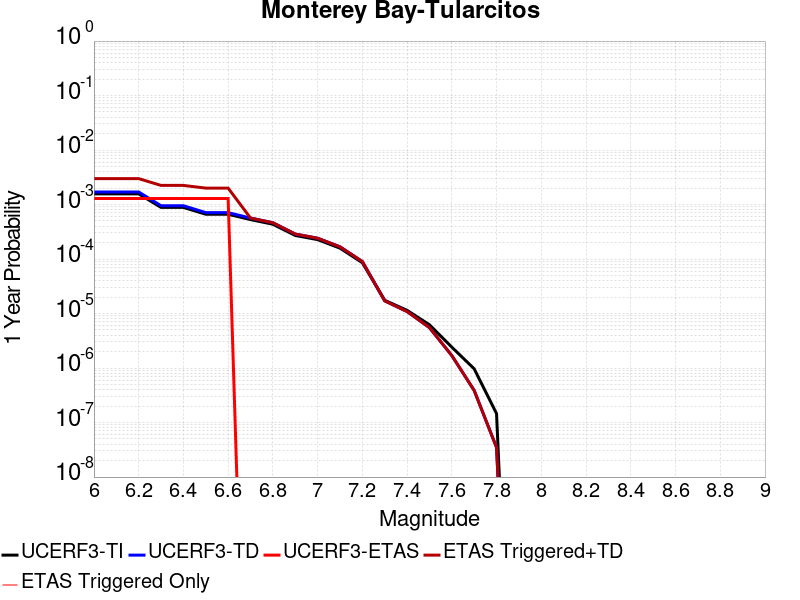 Monterey Bay-Tularcitos
1 Year Probability
10^0
10^-1
10^-2
10^-3
10^-4
10^-5
10^-6
10^-7
10^-8
6 6.2 6.4 6.6 6.8 7 7.2 7.4 7.6 7.8 8 8.2 8.4 8.6 8.8 9
Magnitude
UCERF3-TI UCERF3-TD UCERF3-ETAS ETAS Triggered+TD
ETAS Triggered Only